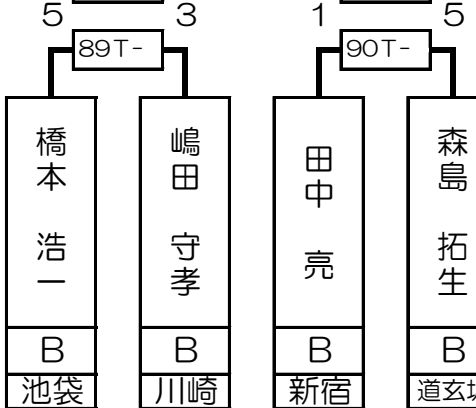 5 3 1 5
89T- 90T-
橋本 浩一
嶋田 守孝
田中 亮
森島 拓生
B B B B
池袋 川崎 新宿 道玄坂